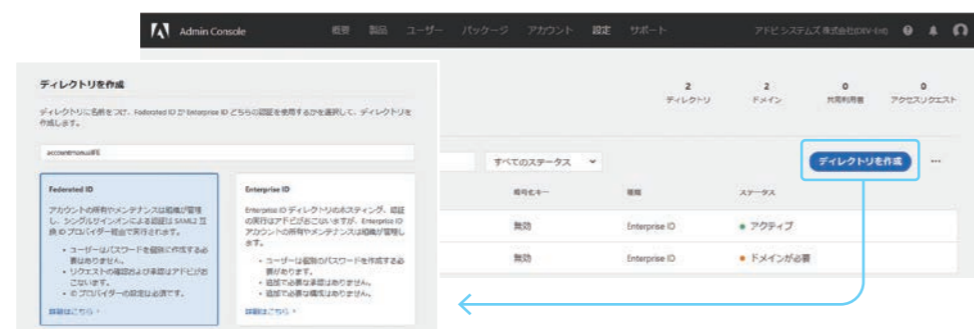 Admin Console
概要 製品 ユーザー パッケージ アカウント 設定 サポート
アドビ システムズ 株式会社(DEV-Ent)
ディレクトリを作成
ディレクトリに名前をつけ、Federated ID か Enterprise ID どちらの認証を使用するかを選択して、ディレクトリを
作成します。
accountmanualFE
Federated ID
アカウントの所有やメンテナンスは組織が管理
し、シングルサインオンによる認証は SAML2 互
換 ID プロバイダー経由で実行されます。
• ユーザーはパスワードを個別に作成する必
要はありません。
• リクエストの確認および承認はアドビがお
こないます。
• ID プロバイダーの設定は必須です。
詳細はこちら
Enterprise ID
Enterprise ID ディレクトリのホスティング、認証
の実行はアドビがおこないますが、Enterprise ID
アカウントの所有やメンテナンスは組織が管理し
ます。
• ユーザーは個別のパスワードを作成する必
要があります。
• 追加で必要な承認はありません。
• 追加で必要な構成はありません。
詳細はこちら
2 2 0 0
ディレクトリ ドメイン 共有利用者 アクセスリクエスト
すべてのステータス ディレクトリを作成 ...
暗号化キー 種類 ステータス
無効 Enterprise ID アクティブ
無効 Enterprise ID ドメインが必要